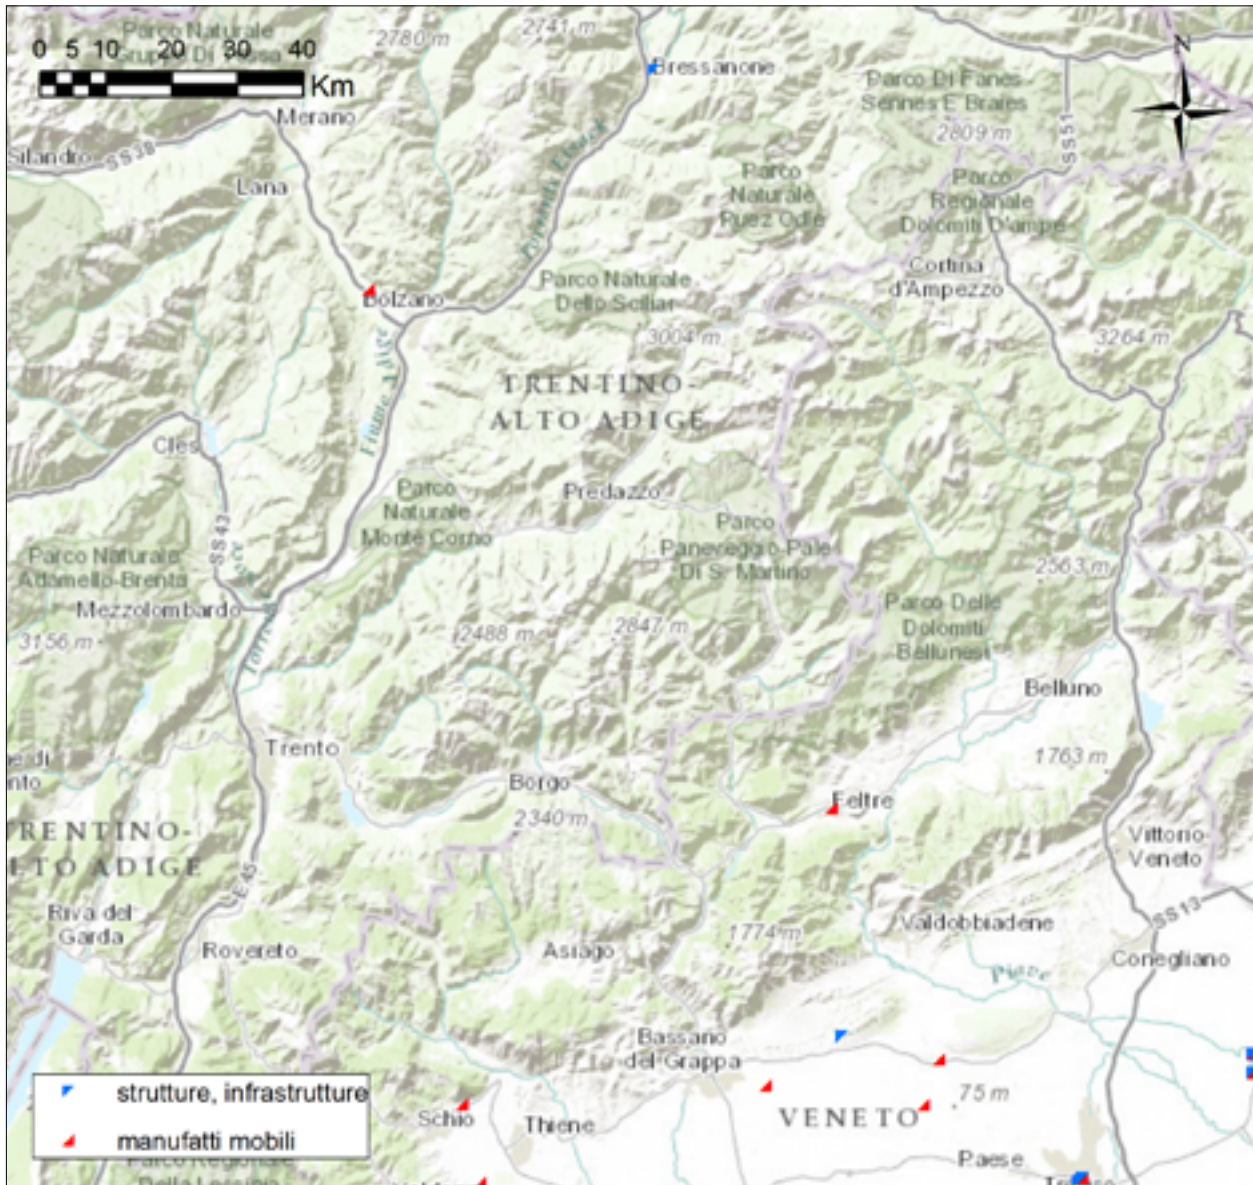 Parco Naturale
2780 m
2741 m
0 5 10 20 30 40
Km
N
Bressanone
Parco Di Fanes-
Sennes E Braies
2809 m
SS51
Merano
Silandro
SS38
Lana
Parco
Naturale
Puez Odle
Parco
Regionale
Dolomiti D'ampe
Cortina
d'Ampezzo
Parco Naturale
Dello Sciliar
Bolzano
3004 m
3264 m
Fiume Adige
TRENTINO-
ALTO ADIGE
Cles
Predazzo
Parco
Naturale
Monte Corno
SS43
Parco
Paneveggio-Pale
Di S. Martino
Parco Naturale
Adamello-Brenta
2563 m
Mezzolombardo
Parco Delle
Dolomiti
Bellunesi
3156 m
2488 m
2847 m
Belluno
Trento
Borgo
1763 m
2340 m
Feltre
Vittorio
Veneto
TRENTINO-
LTO ADIGE
E45
Riva del
Garda
Rovereto
Asiago
1774 m
Valdobbiadene
SS13
Conegliano
Piave
Bassano
del Grappa
strutture, infrastrutture
manufatti mobili
Schio
Thiene
VENETO
75 m
Paese
Parco Regionale
Della Lessinia